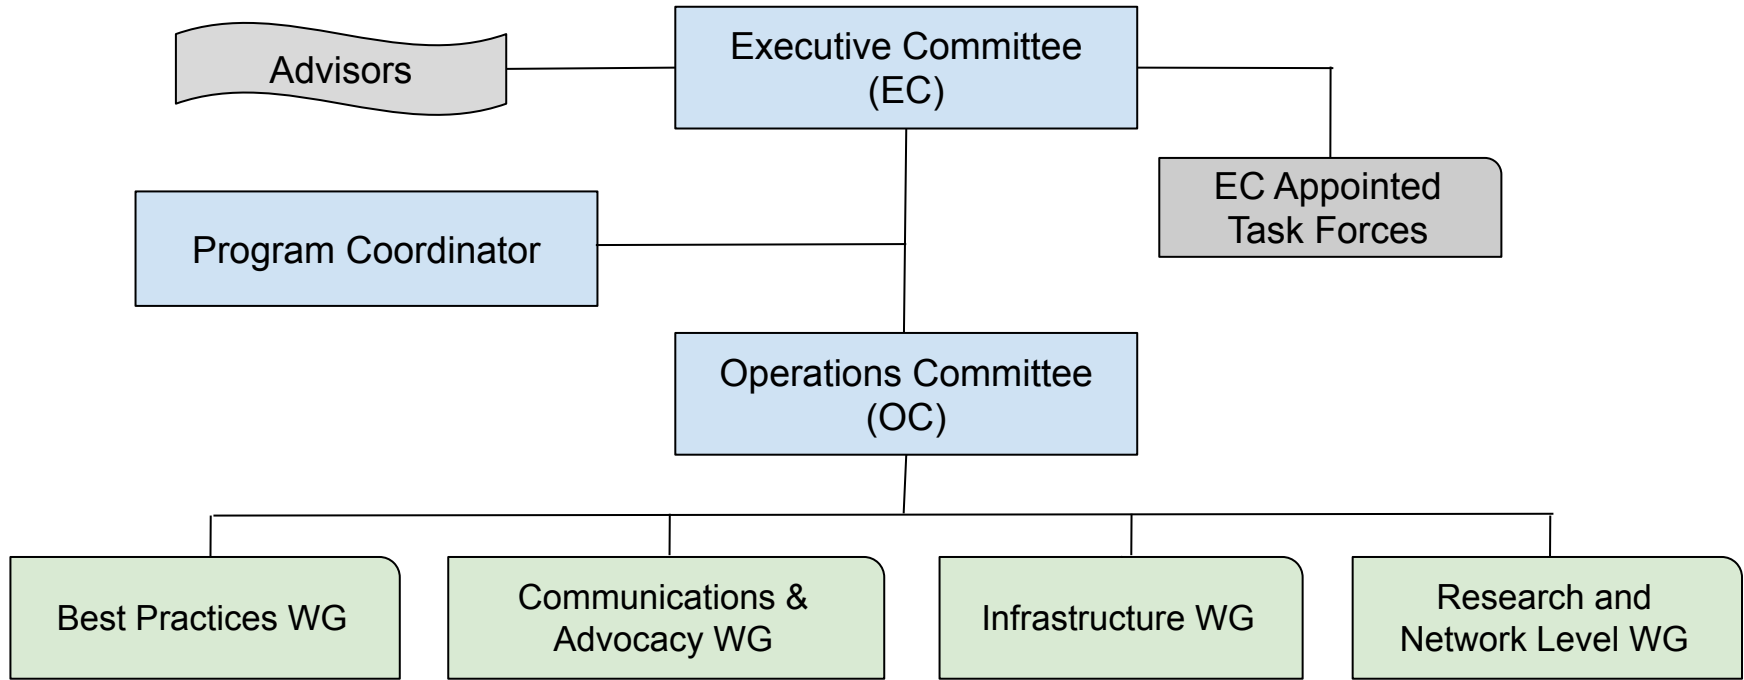 Advisors
Executive Committee
(EC)
EC Appointed
Task Forces
Program Coordinator
Operations Committee
(OC)
Best Practices WG
Communications &
Advocacy WG
Infrastructure WG
Research and
Network Level WG